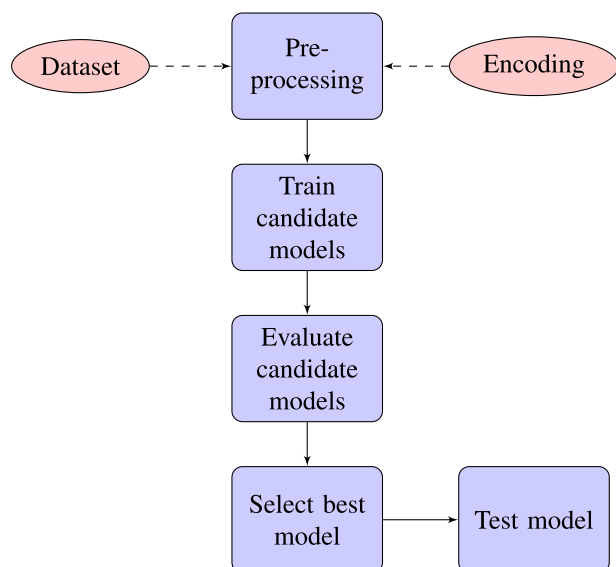 Dataset
Pre-
processing
Encoding
Train
candidate
models
Evaluate
candidate
models
Select best
model
Test model